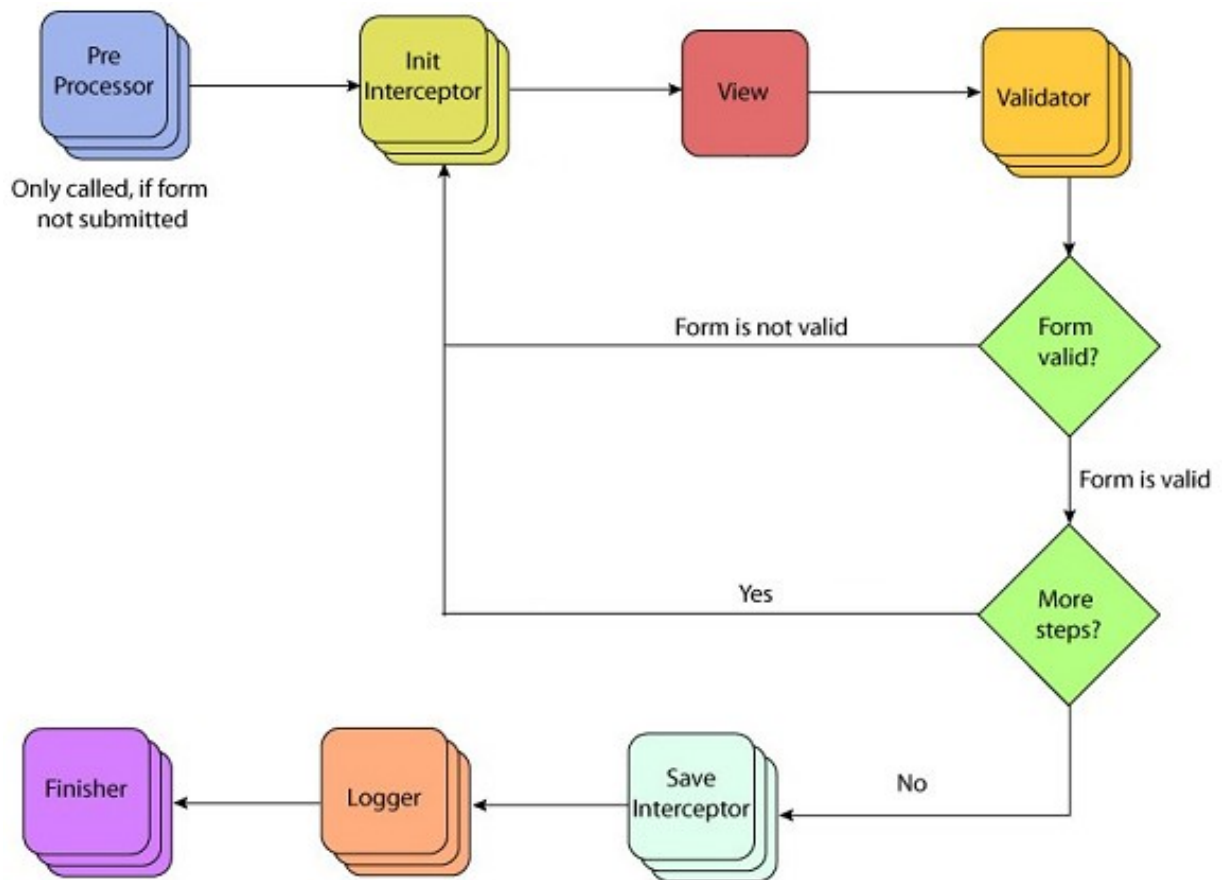 Pre
Processor
Init
Interceptor
View
Validator
Only called, if form
not submitted
Form is not valid
Form
valid?
Form is valid
Yes
More
steps?
Finisher
Logger
Save
Interceptor
No